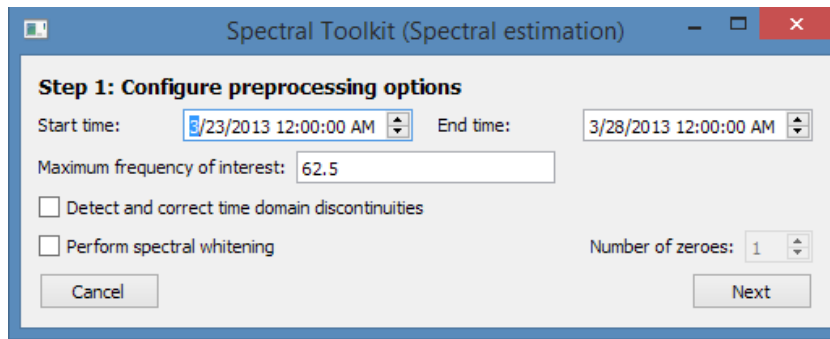 Spectral Toolkit (Spectral estimation)
Step 1: Configure preprocessing options
Start time: 3/23/2013 12:00:00 AM End time: 3/28/2013 12:00:00 AM
Maximum frequency of interest: 62.5
Detect and correct time domain discontinuities
Perform spectral whitening Number of zeroes: 1
Cancel Next